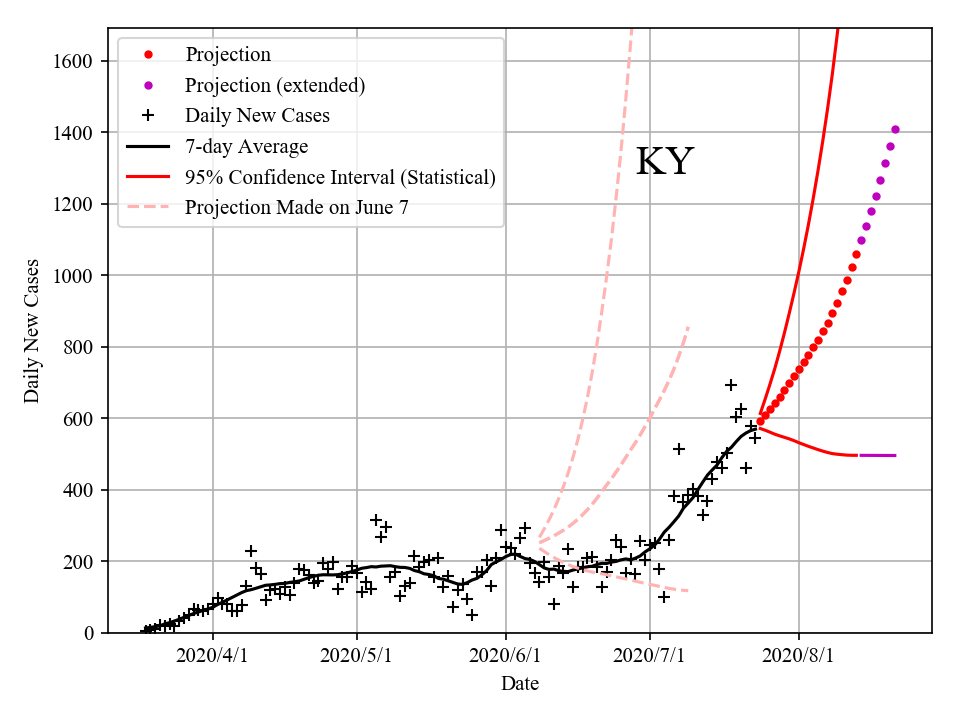 1600
1400
1200
1000
800
600
400
200
0
Daily New Cases
Projection
Projection (extended)
Daily New Cases
7-day Average
95% Confidence Interval (Statistical)
Projection Made on June 7
KY
2020/4/1 2020/5/1 2020/6/1 2020/7/1 2020/8/1
Date